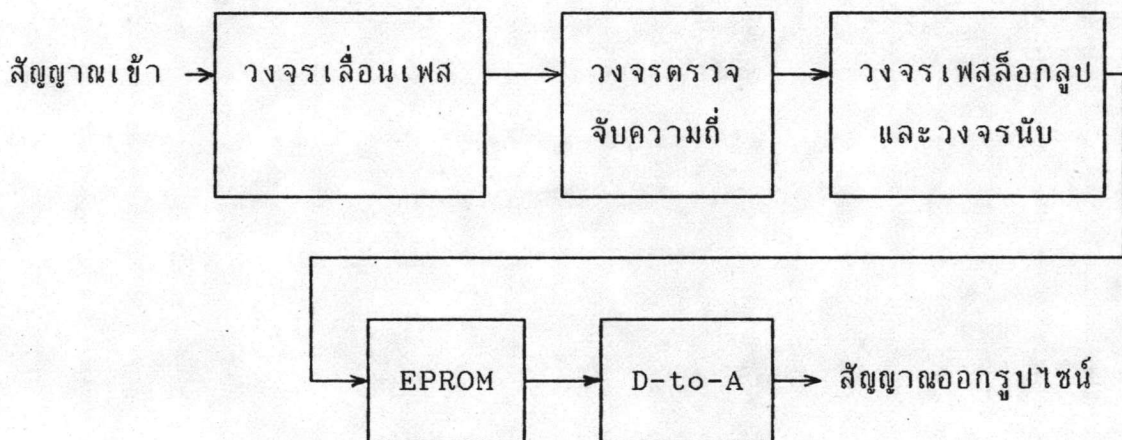 สัญญาณเข้า
วงจรเลื่อนเฟส
วงจรตรวจ
จับความถี่
วงจรเฟสล็อกลูป
และวงจรนับ
EPROM
D-to-A
สัญญาณออกรูปไซน์